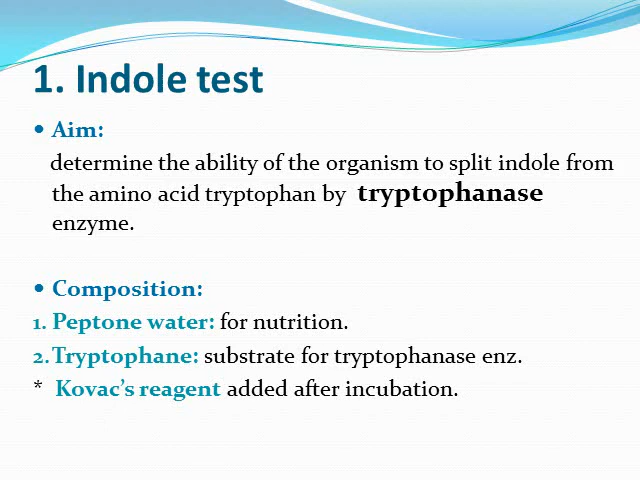 1. Indole test
• Aim:
determine the ability of the organism to split indole from
the amino acid tryptophan by tryptophanase
enzyme.
• Composition:
1. Peptone water: for nutrition.
2. Tryptophane: substrate for tryptophanase enz.
* Kovac’s reagent added after incubation.